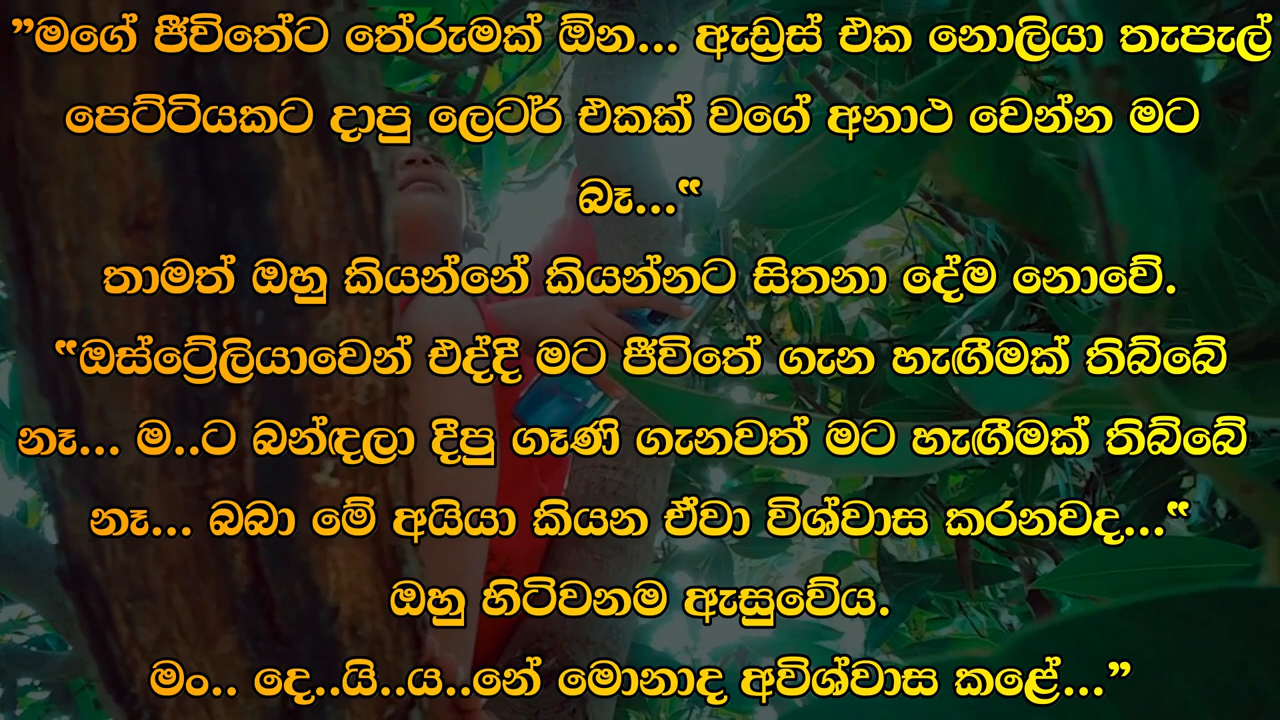 ”මගේ ජීවිතේට තේරුමක් ඕන... ඇඩ්‍රස් එක නොලියා තැපැල්
පෙට්ටියකට දාපු ලෙටර් එකක් වගේ අනාථ වෙන්න මට
බෑ...“
තාමත් ඔහු කියන්නේ කියන්නට සිතනා දේම නොවේ.
“ඔස්ට්‍රේලියාවෙන් එද්දී මට ජීවිතේ ගැන හැඟීමක් තිබ්බේ
නෑ... ම..ට බන්ඳලා දීපු ගෑණි ගැනවත් මට හැඟීමක් තිබ්බේ
නෑ... බබා මේ අයියා කියන ඒවා විශ්වාස කරනවද...“
ඔහු හිටිවනම ඇසුවේය.
මං.. දෙ..යි..ය..නේ මොනාද අවිශ්වාස කළේ...”